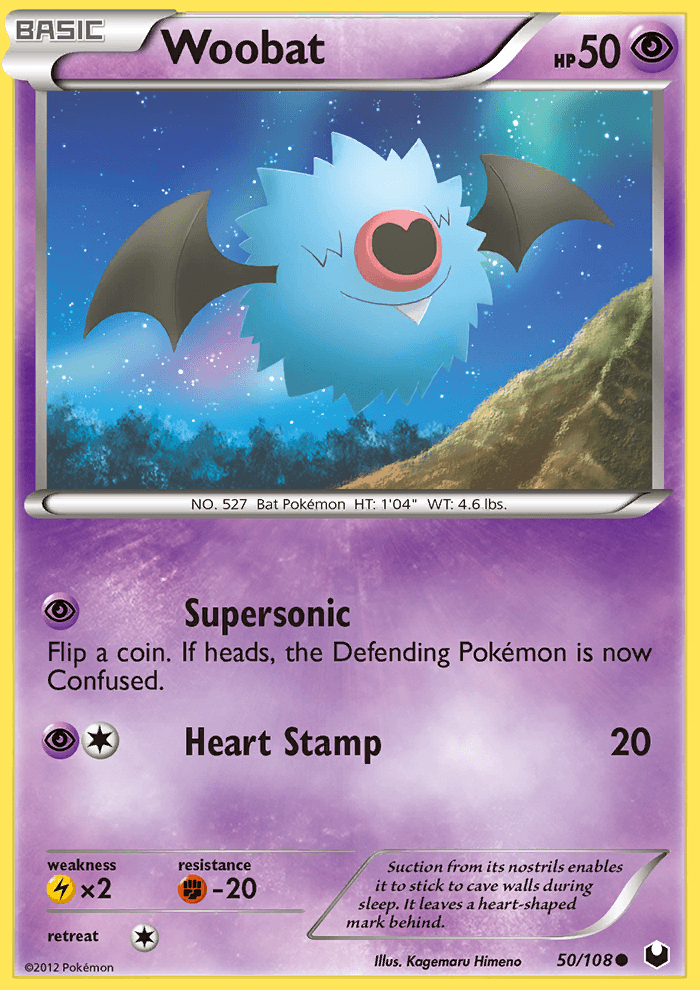 BASIC
Woobat
HP50
NO. 527 Bat Pokémon HT: 1'04" WT: 4.6 lbs.
Supersonic
Flip a coin. If heads, the Defending Pokémon is now
Confused.
Heart Stamp 20
weakness resistance
×2 -20
Suction from its nostrils enables
it to stick to cave walls during
sleep. It leaves a heart-shaped
mark behind.
retreat
©2012 Pokémon
Illus. Kagemaru Himeno
50/108